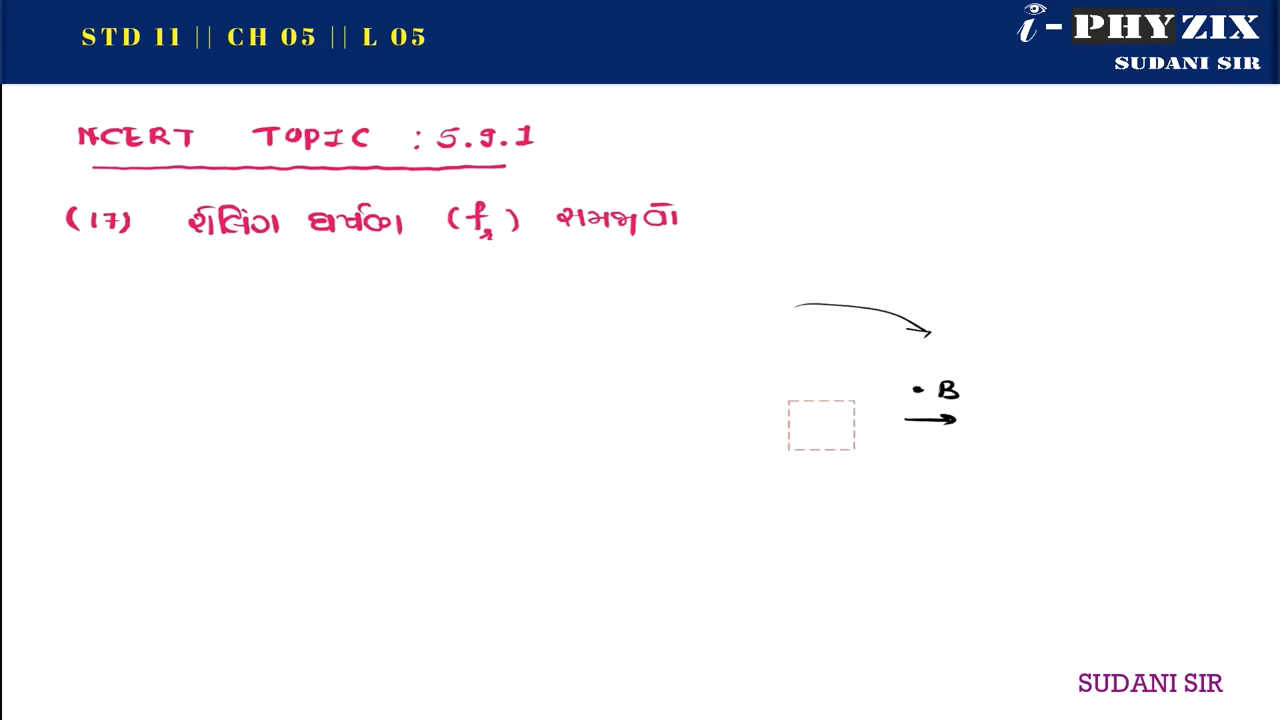 STD 11 || CH 05 || L 05
i-PHYZIX
SUDANI SIR
NCERT TOPIC : 5.9.1
(17) રોલિંગ ઘર્ષણ (fr) સમજાવો
• B
SUDANI SIR